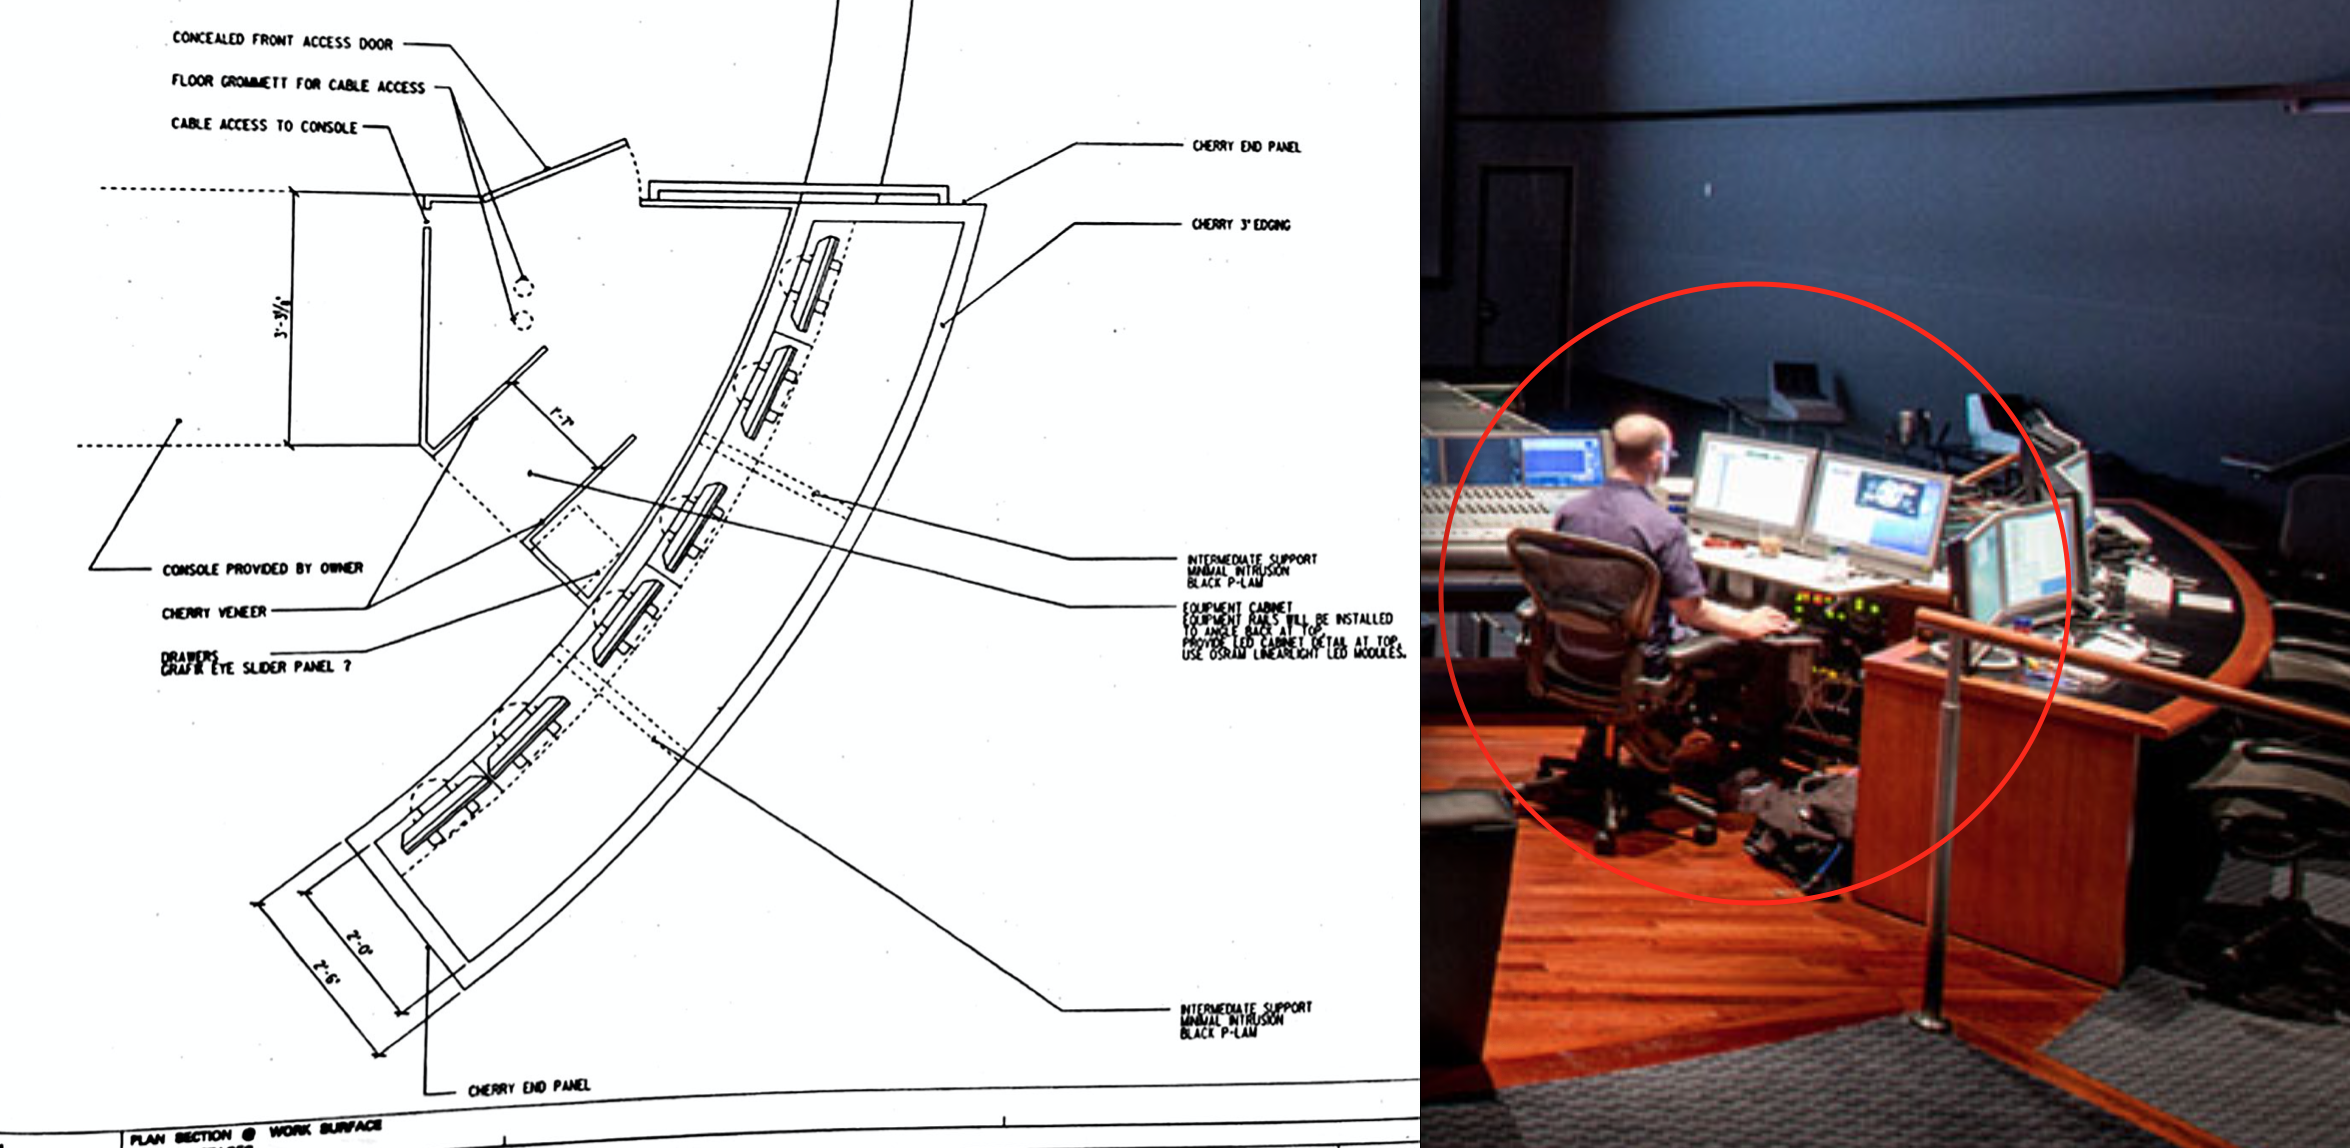 CONCEALED FRONT ACCESS DOOR
FLOOR GROMMETT FOR CABLE ACCESS
CABLE ACCESS TO CONSOLE
3'-3⅛"
1'-7"
CONSOLE PROVIDED BY OWNER
CHERRY VENEER
DRAWERS
GRAFIK EYE SLIDER PANEL ?
2'-0"
2'-6"
CHERRY END PANEL
CHERRY 3" EDGING
INTERMEDIATE SUPPORT
MINIMAL INTRUSION
BLACK P-LAM
EQUIPMENT CABINET
EQUIPMENT RAILS WILL BE INSTALLED
TO ANGLE BACK AT TOP.
PROVIDE LED CABINET DETAIL AT TOP.
USE OSRAM LINEARLIGHT LED MODULES.
INTERMEDIATE SUPPORT
MINIMAL INTRUSION
BLACK P-LAM
CHERRY END PANEL
PLAN SECTION @ WORK SURFACE